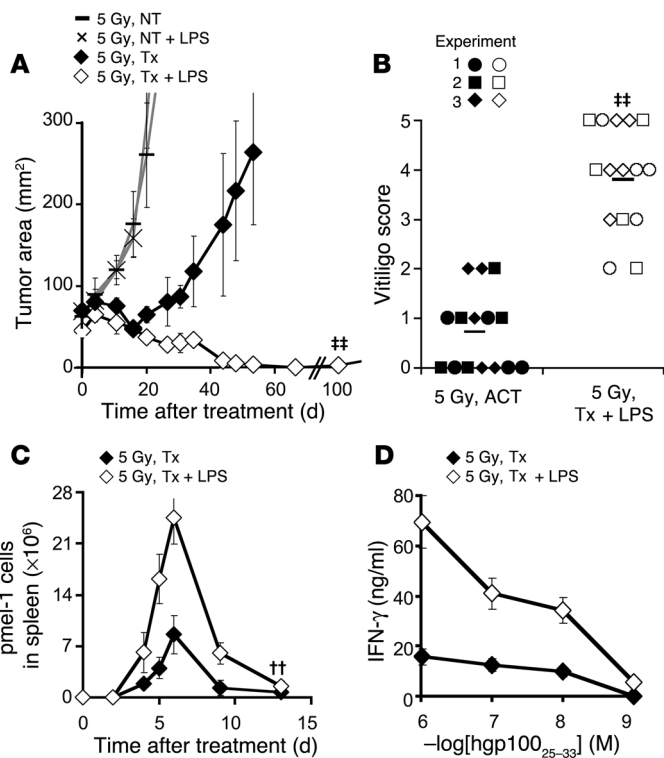 5 Gy, NT
5 Gy, NT + LPS
5 Gy, Tx
5 Gy, Tx + LPS
A
300
200
100
0
Tumor area (mm²)
0 20 40 60 100
Time after treatment (d)
‡‡
B
Experiment
1
2
3
‡‡
5
4
3
2
1
0
Vitiligo score
5 Gy, ACT
5 Gy,
Tx + LPS
C
5 Gy, Tx
5 Gy, Tx + LPS
28
21
14
7
0
pmel-1 cells
in spleen (×10⁶)
††
0 5 10 15
Time after treatment (d)
D
5 Gy, Tx
5 Gy, Tx + LPS
80
60
40
20
0
IFN-γ (ng/ml)
6 7 8 9
–log[hgp100₂₅₋₃₃] (M)